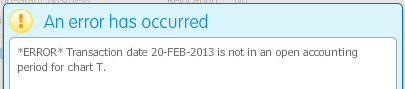 An error has occurred
*ERROR* Transaction date 20-FEB-2013 is not in an open accounting
period for chart T.